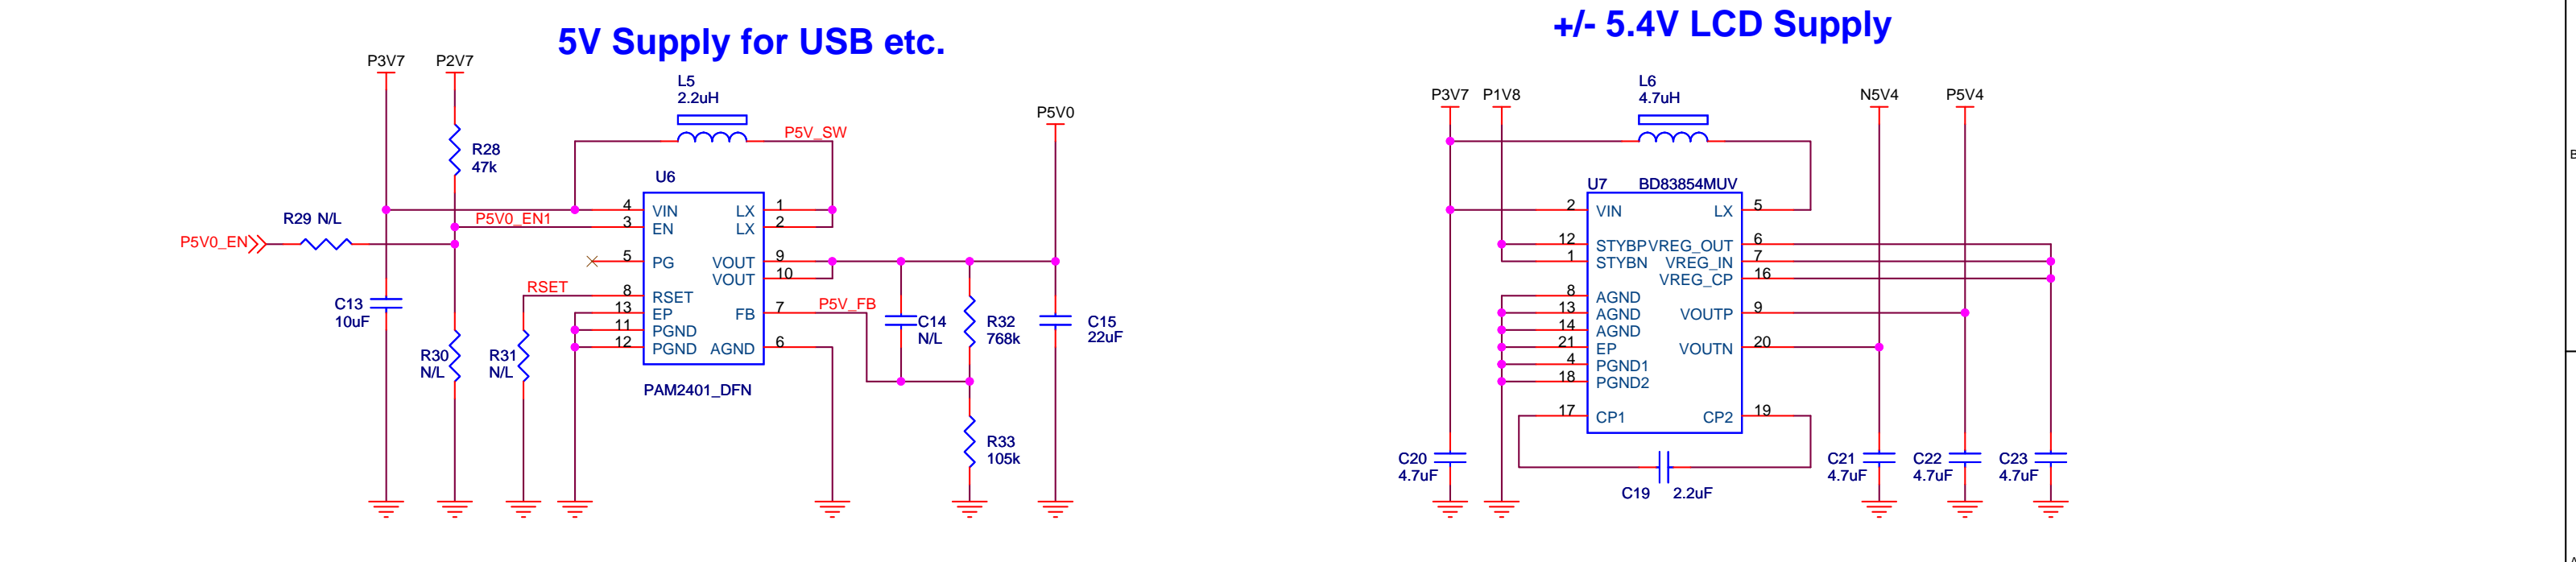 5V Supply for USB etc.
P3V7
P2V7
L5
2.2uH
P5V_SW
P5V0
R28
47k
U6
R29 N/L
P5V0_EN
P5V0_EN1
4
VIN
LX
1
3
EN
LX
2
5
PG
VOUT
9
VOUT
10
RSET
8
RSET
13
EP
FB
7
P5V_FB
11
PGND
12
PGND
AGND
6
PAM2401_DFN
C13
10uF
R30
N/L
R31
N/L
C14
N/L
R32
768k
C15
22uF
R33
105k
+/- 5.4V LCD Supply
P3V7
P1V8
L6
4.7uH
N5V4
P5V4
U7
BD83854MUV
2
VIN
LX
5
12
STYBP
VREG_OUT
6
1
STYBN
VREG_IN
7
VREG_CP
16
8
AGND
13
AGND
VOUTP
9
14
AGND
21
EP
VOUTN
20
4
PGND1
18
PGND2
17
CP1
CP2
19
C20
4.7uF
C19
2.2uF
C21
4.7uF
C22
4.7uF
C23
4.7uF
B